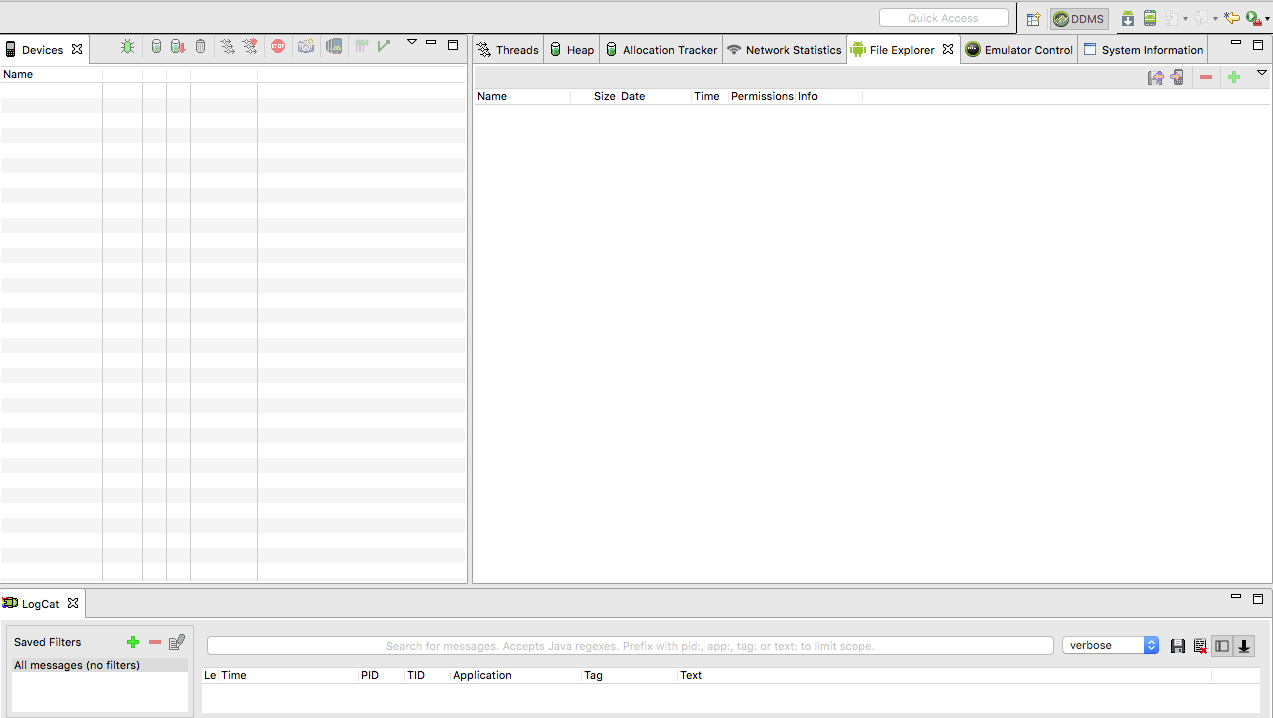 Quick Access
DDMS
Devices
Threads
Heap
Allocation Tracker
Network Statistics
File Explorer
Emulator Control
System Information
STOP
Name
Name Size Date Time Permissions Info
LogCat
Saved Filters
All messages (no filters)
Search for messages. Accepts Java regexes. Prefix with pid:, app:, tag: or text: to limit scope.
verbose
Le Time PID TID Application Tag Text